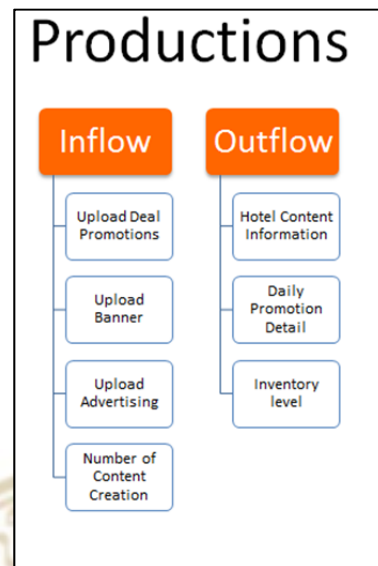 Productions
Inflow
Upload Deal
Promotions
Upload
Banner
Upload
Advertising
Number of
Content
Creation
Outflow
Hotel Content
Information
Daily
Promotion
Detail
Inventory
level